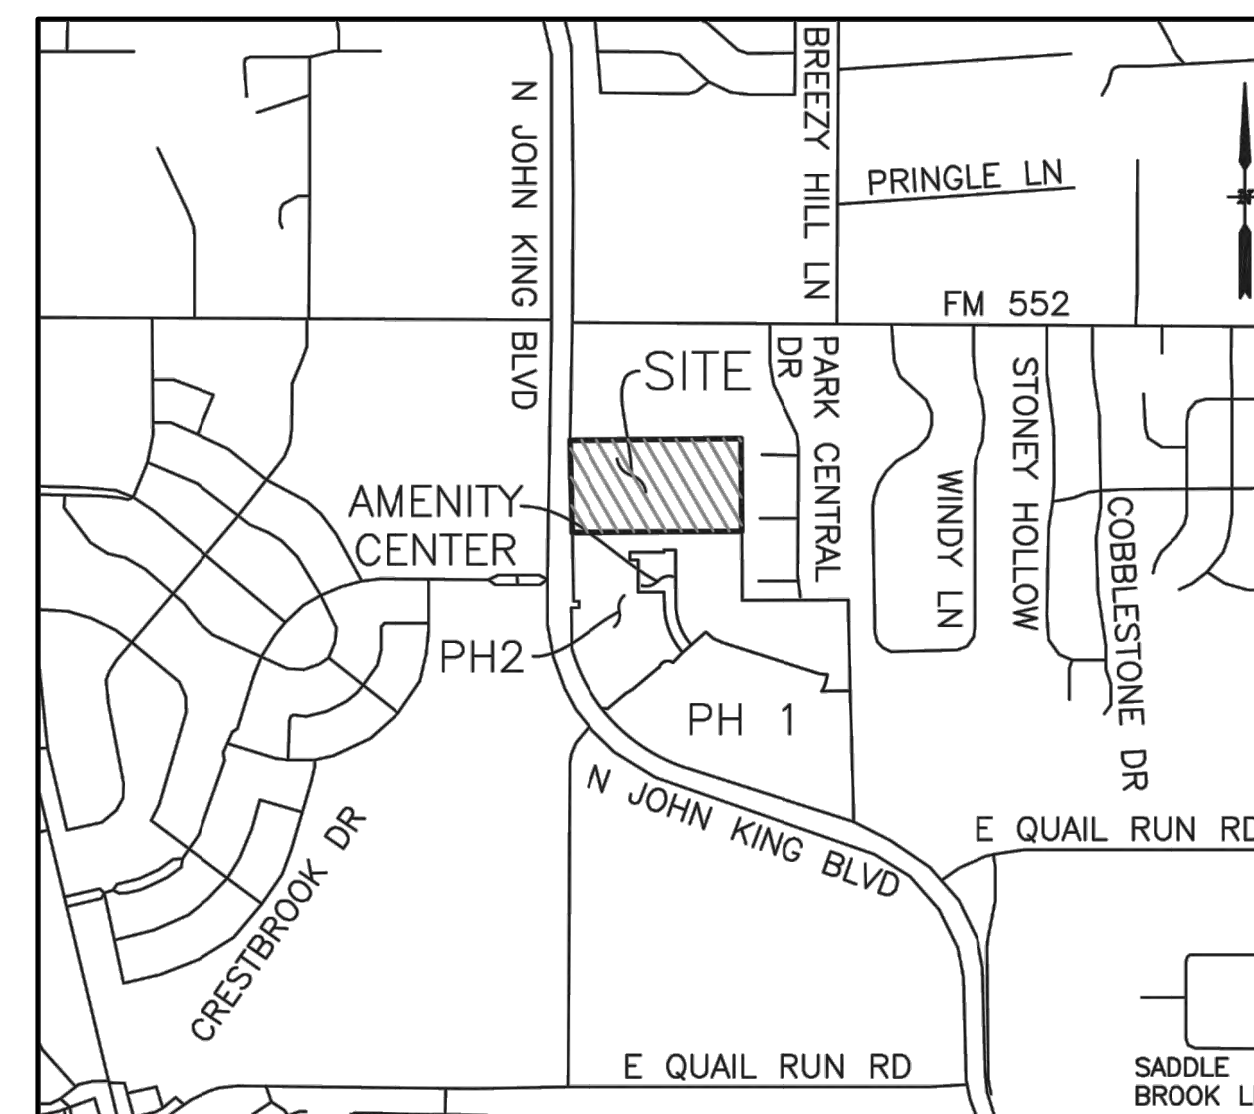 N JOHN KING BLVD
BREEZY HILL LN
PRINGLE LN
FM 552
SITE
PARK CENTRAL
DR
STONEY HOLLOW
WINDY LN
COBBLESTONE DR
AMENITY
CENTER
PH2
PH 1
N JOHN KING BLVD
E QUAIL RUN RD
CRESTBROOK DR
E QUAIL RUN RD
SADDLE
BROOK L